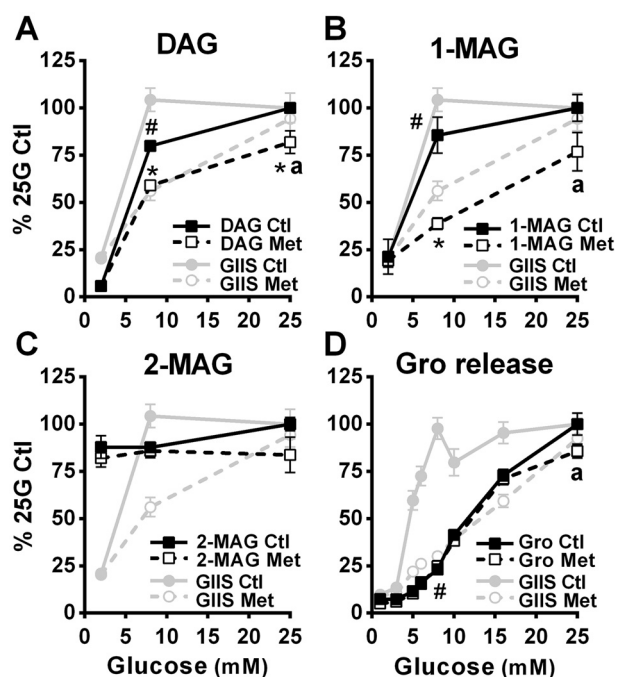 A
DAG
% 25G Ctl
125
100
75
50
25
0
#
*
* a
DAG Ctl
DAG Met
GIIS Ctl
GIIS Met
0 5 10 15 20 25
B
1-MAG
125
100
75
50
25
0
#
*
a
1-MAG Ctl
1-MAG Met
GIIS Ctl
GIIS Met
0 5 10 15 20 25
C
2-MAG
% 25G Ctl
125
100
75
50
25
0
2-MAG Ctl
2-MAG Met
GIIS Ctl
GIIS Met
0 5 10 15 20 25
Glucose (mM)
D
Gro release
125
100
75
50
25
0
#
a
Gro Ctl
Gro Met
GIIS Ctl
GIIS Met
0 5 10 15 20 25
Glucose (mM)